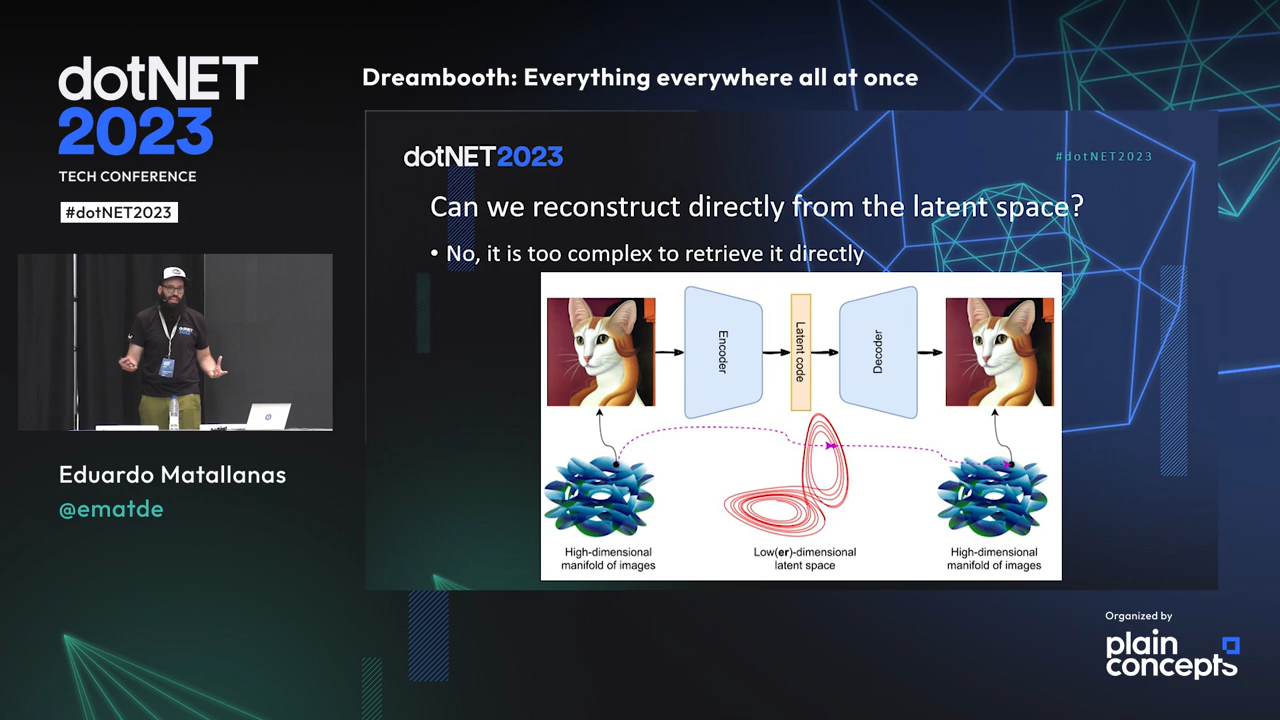 dotNET
2023
TECH CONFERENCE
#dotNET2023
Dreambooth: Everything everywhere all at once
dotNET2023
#dotNET2023
Can we reconstruct directly from the latent space?
• No, it is too complex to retrieve it directly
Encoder
Latent code
Decoder
High-dimensional
manifold of images
Low(er)-dimensional
latent space
High-dimensional
manifold of images
Eduardo Matallanas
@ematde
Organized by
plain
concepts